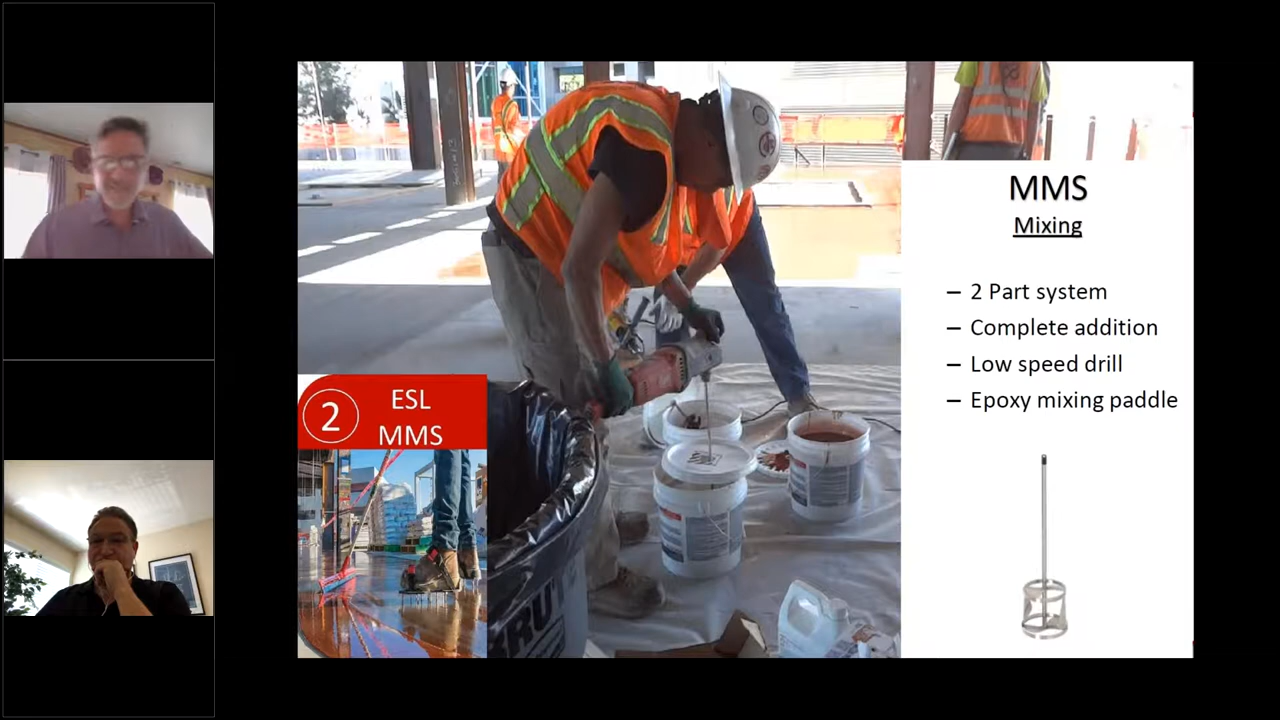 MMS
Mixing
– 2 Part system
– Complete addition
– Low speed drill
– Epoxy mixing paddle
2
ESL
MMS